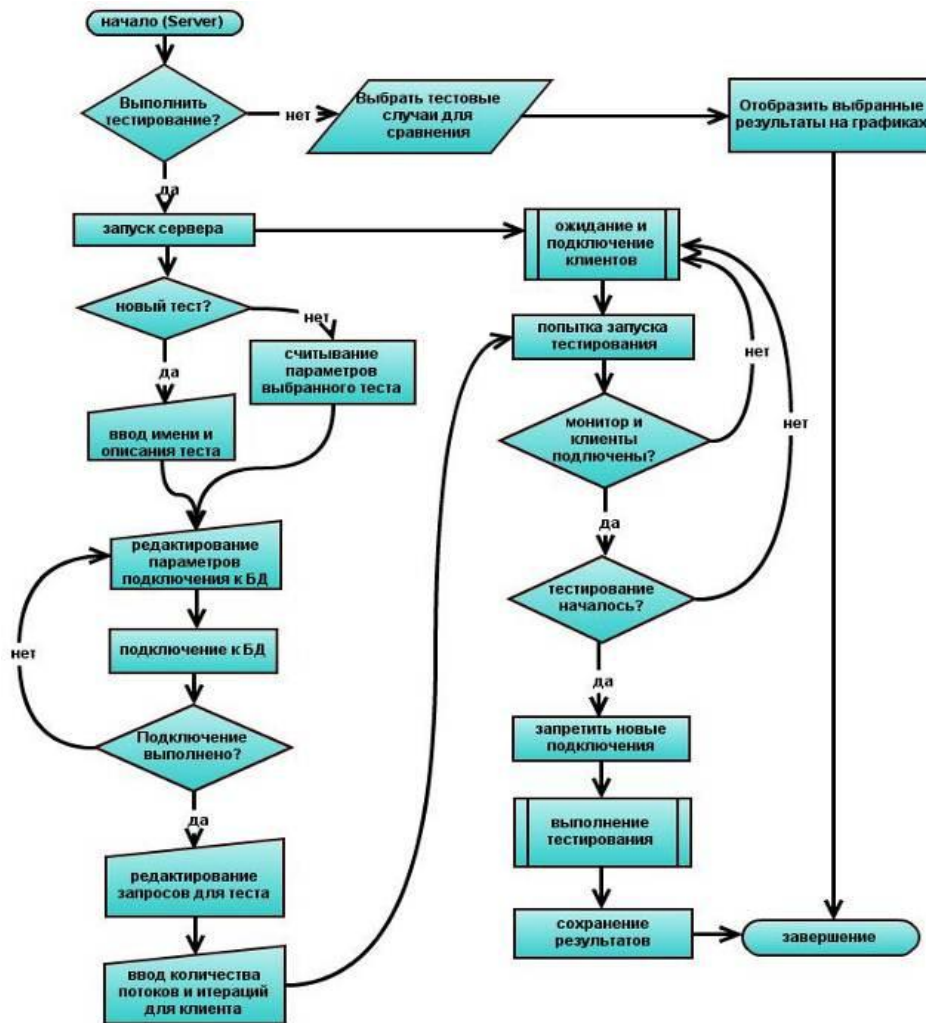 начало (Server)
Выполнить
тестирование?
нет
Выбрать тестовые
случаи для
сравнения
Отобразить выбранные
результаты на графиках
да
запуск сервера
ожидание и
подключение
клиентов
новый тест?
нет
считывание
параметров
выбранного теста
да
ввод имени и
описания теста
попытка запуска
тестирования
нет
нет
монитор и
клиенты
подлючены?
да
редактирование
параметров
подключения к БД
тестирование
началось?
нет
подключение к БД
да
Подключение
выполнено?
запретить новые
подключения
да
выполнение
тестирования
редактирование
запросов для теста
сохранение
результатов
завершение
ввод количества
потоков и итераций
для клиента